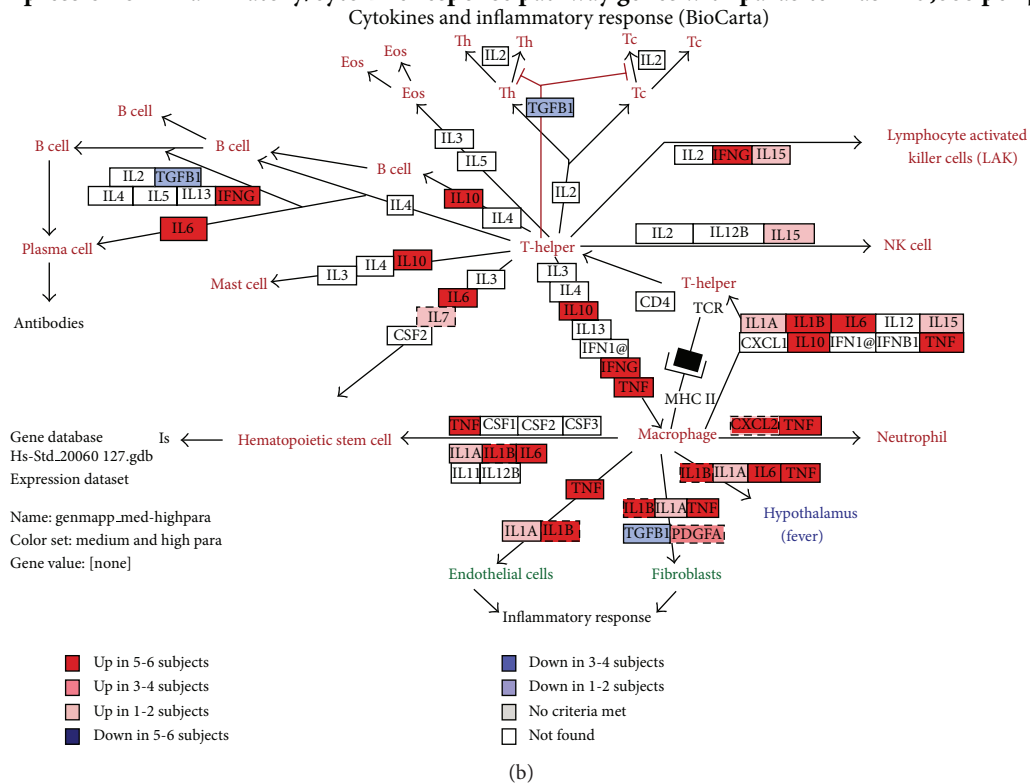 Cytokines and inflammatory response (BioCarta)
Th
Th
Tc
Tc
IL2
IL2
Eos
Eos
Eos
Th
Tc
TGFB1
B cell
B cell
B cell
IL3
IL5
Lymphocyte activated
killer cells (LAK)
IL2 IFNG IL15
B cell
IL2 TGFB1
IL4 IL5 IL13 IFNG
IL10
IL4
IL4
IL2
IL6
Plasma cell
T-helper
IL2 IL12B IL15
NK cell
Mast cell
IL3 IL4 IL10
IL3
IL6
IL7
CSF2
IL3
IL4
IL10
IL13
IFN1@
IFNG
TNF
CD4
T-helper
TCR
IL1A IL1B IL6 IL12 IL15
CXCL1 IL10 IFN1@ IFNB1 TNF
Antibodies
MHC II
Gene database
Hs-Std_20060 127.gdb
Expression dataset
Is
Hematopoietic stem cell
TNF CSF1 CSF2 CSF3
IL1A IL1B IL6
IL11 IL12B
Macrophage
CXCL2 TNF
Neutrophil
IL1B IL1A IL6 TNF
Hypothalamus
(fever)
TNF
IL1A IL1B
IL1B IL1A TNF
TGFB1 PDGFA
Name: genmapp_med-highpara
Color set: medium and high para
Gene value: [none]
Endothelial cells
Fibroblasts
Inflammatory response
Up in 5-6 subjects
Up in 3-4 subjects
Up in 1-2 subjects
Down in 5-6 subjects
Down in 3-4 subjects
Down in 1-2 subjects
No criteria met
Not found
(b)